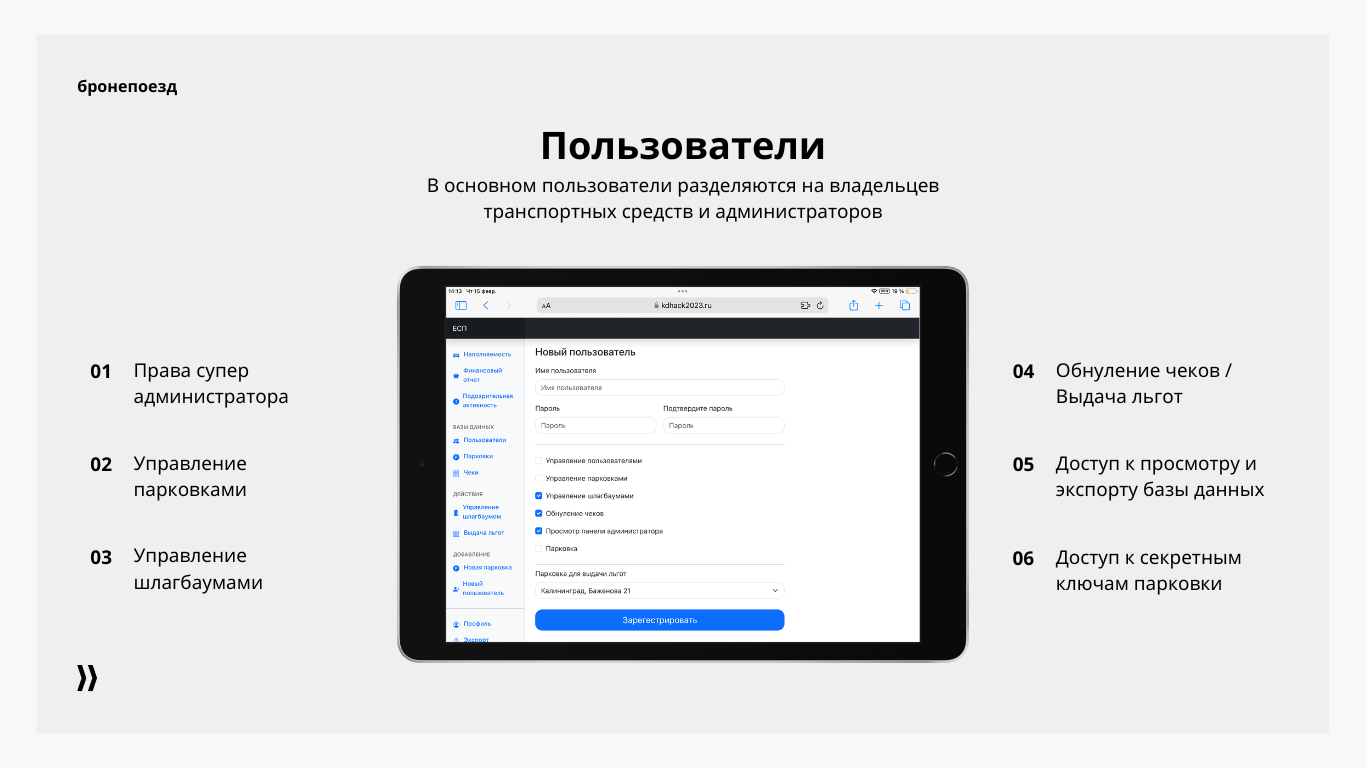 бронепоезд
Пользователи
В основном пользователи разделяются на владельцев
транспортных средств и администраторов
01 Права супер
администратора
02 Управление
парковками
03 Управление
шлагбаумами
14:13 Чт 15 февр.
19 %
АА
kdhack2023.ru
ЕСП
Наполняемость
Финансовый
отчет
Подозрительная
активность
БАЗЫ ДАННЫХ
Пользователи
Парковки
Чеки
ДЕЙСТВИЯ
Управление
шлагбаумом
Выдача льгот
ДОБАВЛЕНИЕ
Новая парковка
Новый
пользователь
Профиль
Экспорт
Новый пользователь
Имя пользователя
Имя пользователя
Пароль Подтвердите пароль
Пароль Пароль
Управление пользователями
Управление парковками
Управление шлагбаумами
Обнуление чеков
Просмотр панели администратора
Парковка
Парковка для выдачи льгот
Калининград, Баженова 21
Зарегестрировать
04 Обнуление чеков /
Выдача льгот
05 Доступ к просмотру и
экспорту базы данных
06 Доступ к секретным
ключам парковки